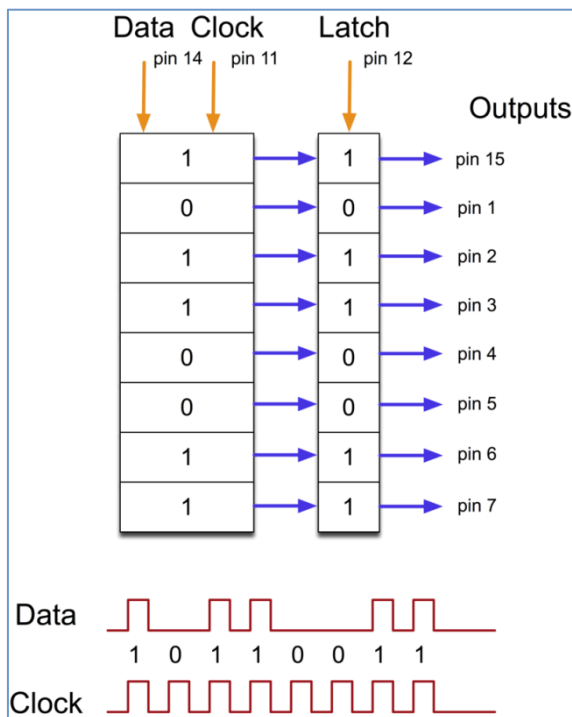 Data Clock Latch
pin 14 pin 11 pin 12
Outputs
1 1 pin 15
0 0 pin 1
1 1 pin 2
1 1 pin 3
0 0 pin 4
0 0 pin 5
1 1 pin 6
1 1 pin 7
Data
1 0 1 1 0 0 1 1
Clock